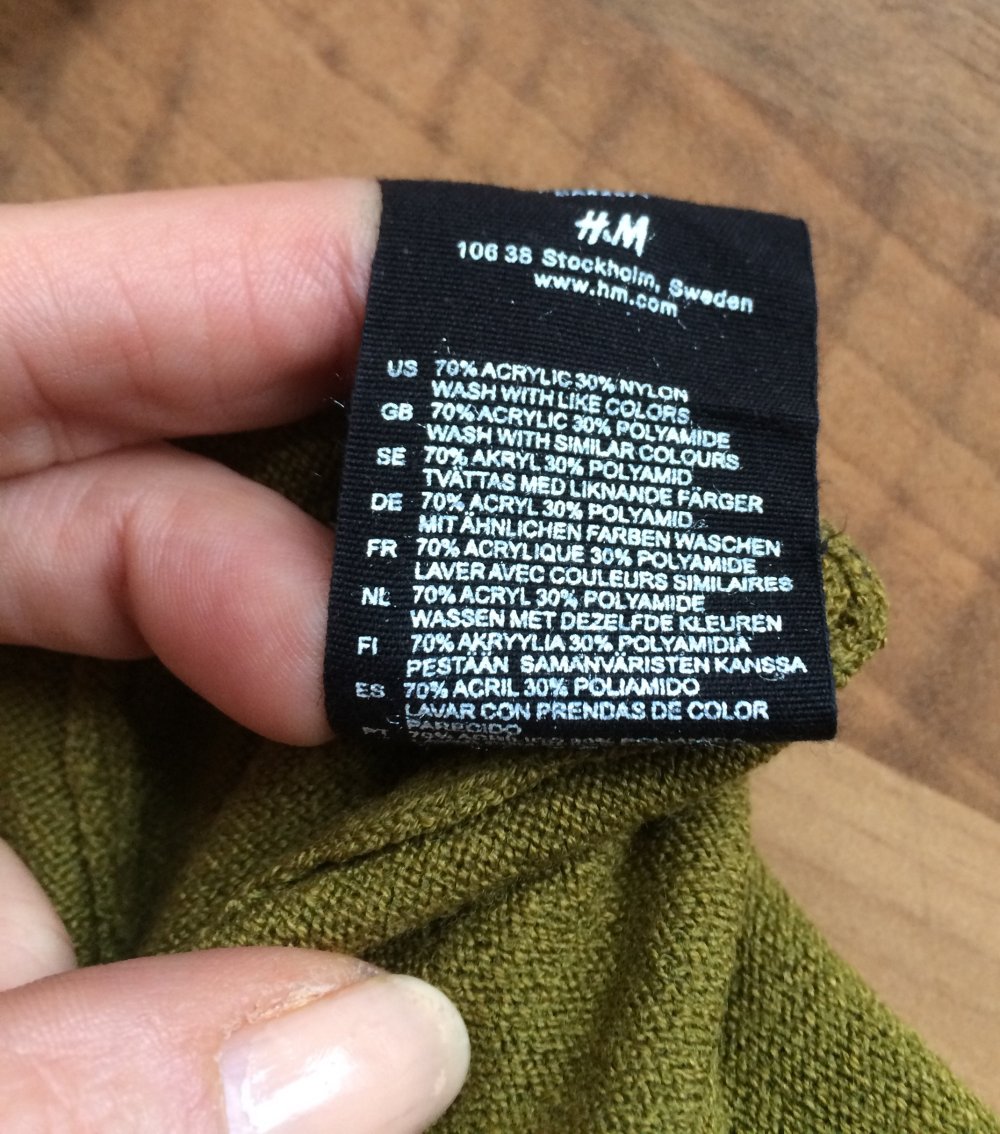 H&M
106 38 Stockholm, Sweden
www.hm.com
US 70% ACRYLIC 30% NYLON
WASH WITH LIKE COLORS
GB 70% ACRYLIC 30% POLYAMIDE
WASH WITH SIMILAR COLOURS
SE 70% AKRYL 30% POLYAMID
TVÄTTAS MED LIKNANDE FÄRGER
DE 70% ACRYL 30% POLYAMID
MIT ÄHNLICHEN FARBEN WASCHEN
FR 70% ACRYLIQUE 30% POLYAMIDE
LAVER AVEC COULEURS SIMILAIRES
NL 70% ACRYL 30% POLYAMIDE
WASSEN MET DEZELFDE KLEUREN
FI 70% AKRYYLIA 30% POLYAMIDIA
PESTÄÄN SAMANVÄRISTEN KANSSA
ES 70% ACRIL 30% POLIAMIDO
LAVAR CON PRENDAS DE COLOR
PARECIDO
PT 70%